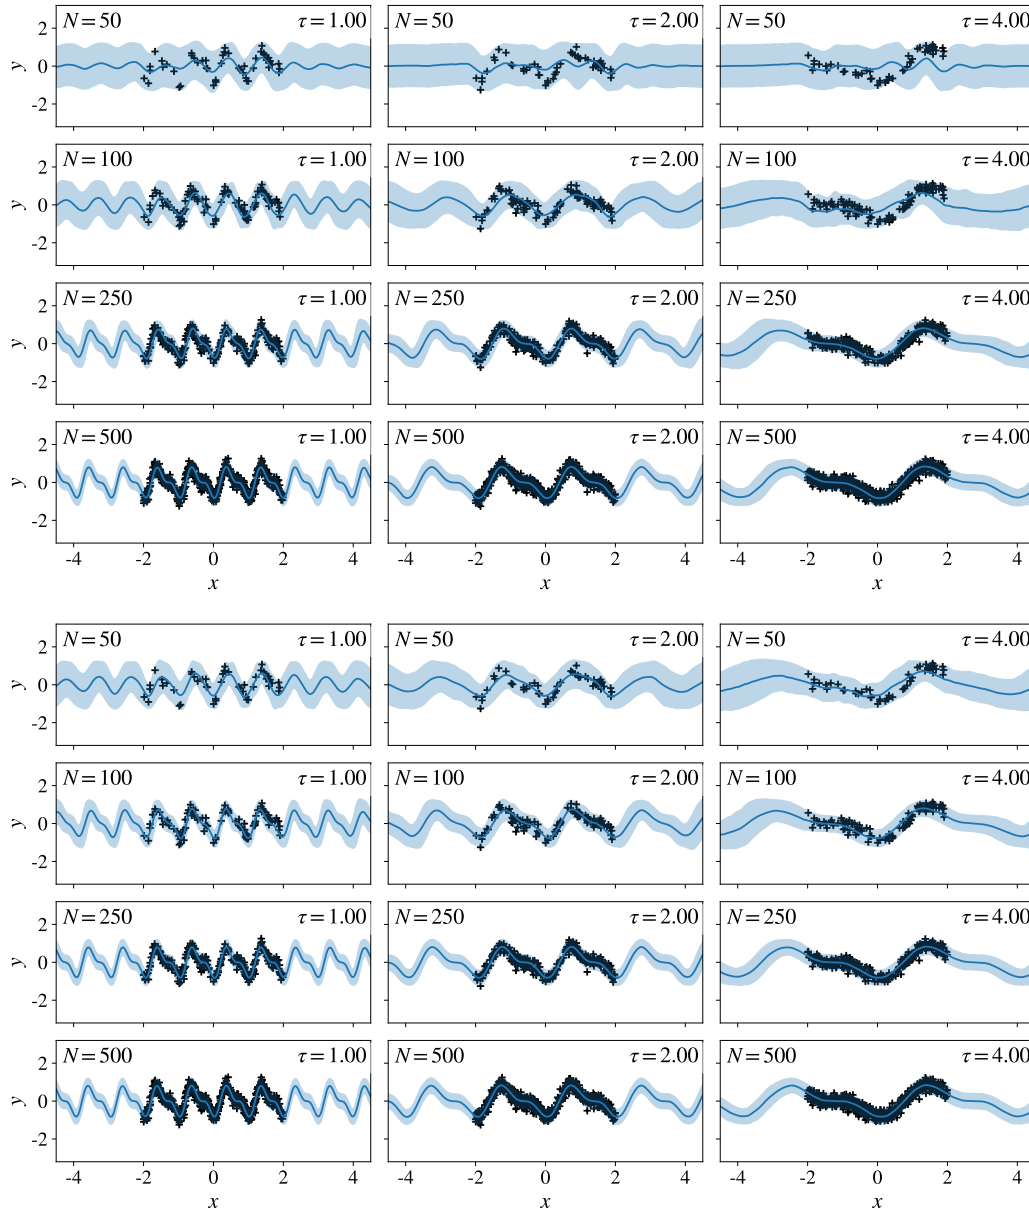 N = 50 τ = 1.00 N = 50 τ = 2.00 N = 50 τ = 4.00
2
0
-2
y
N = 100 τ = 1.00 N = 100 τ = 2.00 N = 100 τ = 4.00
2
0
-2
y
N = 250 τ = 1.00 N = 250 τ = 2.00 N = 250 τ = 4.00
2
0
-2
y
N = 500 τ = 1.00 N = 500 τ = 2.00 N = 500 τ = 4.00
2
0
-2
y
-4 -2 0 2 4 -4 -2 0 2 4 -4 -2 0 2 4
x x x
N = 50 τ = 1.00 N = 50 τ = 2.00 N = 50 τ = 4.00
2
0
-2
y
N = 100 τ = 1.00 N = 100 τ = 2.00 N = 100 τ = 4.00
2
0
-2
y
N = 250 τ = 1.00 N = 250 τ = 2.00 N = 250 τ = 4.00
2
0
-2
y
N = 500 τ = 1.00 N = 500 τ = 2.00 N = 500 τ = 4.00
2
0
-2
y
-4 -2 0 2 4 -4 -2 0 2 4 -4 -2 0 2 4
x x x